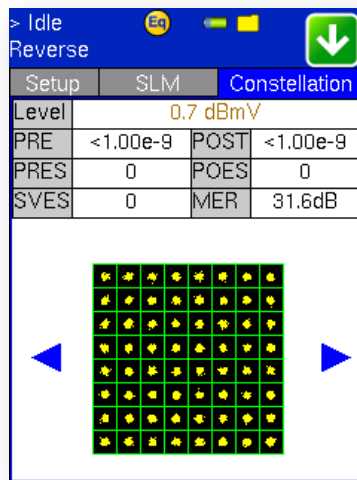 > Idle
Eq
Reverse
Setup SLM Constellation
Level 0.7 dBmV
PRE <1.00e-9 POST <1.00e-9
PRES 0 POES 0
SVES 0 MER 31.6dB